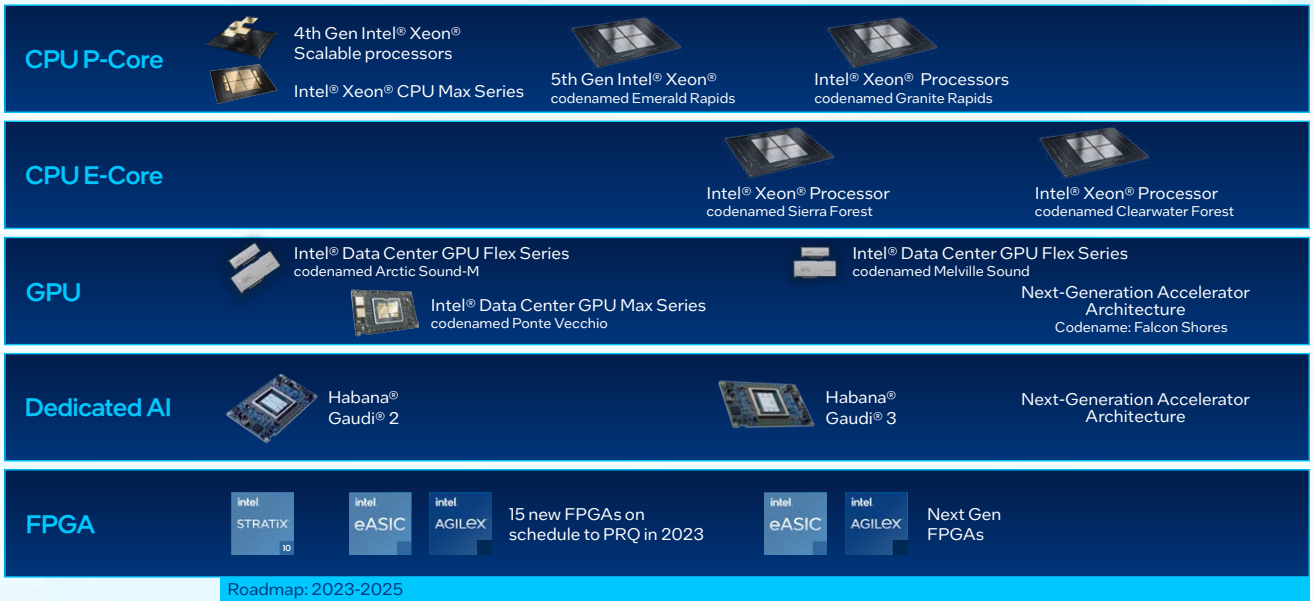 CPU P-Core
4th Gen Intel® Xeon®
Scalable processors
Intel® Xeon® CPU Max Series
5th Gen Intel® Xeon®
codenamed Emerald Rapids
Intel® Xeon® Processors
codenamed Granite Rapids
CPU E-Core
Intel® Xeon® Processor
codenamed Sierra Forest
Intel® Xeon® Processor
codenamed Clearwater Forest
GPU
Intel® Data Center GPU Flex Series
codenamed Arctic Sound-M
Intel® Data Center GPU Max Series
codenamed Ponte Vecchio
Intel® Data Center GPU Flex Series
codenamed Melville Sound
Next-Generation Accelerator
Architecture
Codename: Falcon Shores
Dedicated AI
Habana®
Gaudi® 2
Habana®
Gaudi® 3
Next-Generation Accelerator
Architecture
FPGA
intel.
STRATiX
10
intel.
eASIC
intel.
AGILEX
15 new FPGAs on
schedule to PRQ in 2023
intel.
eASIC
intel.
AGILEX
Next Gen
FPGAs
Roadmap: 2023-2025